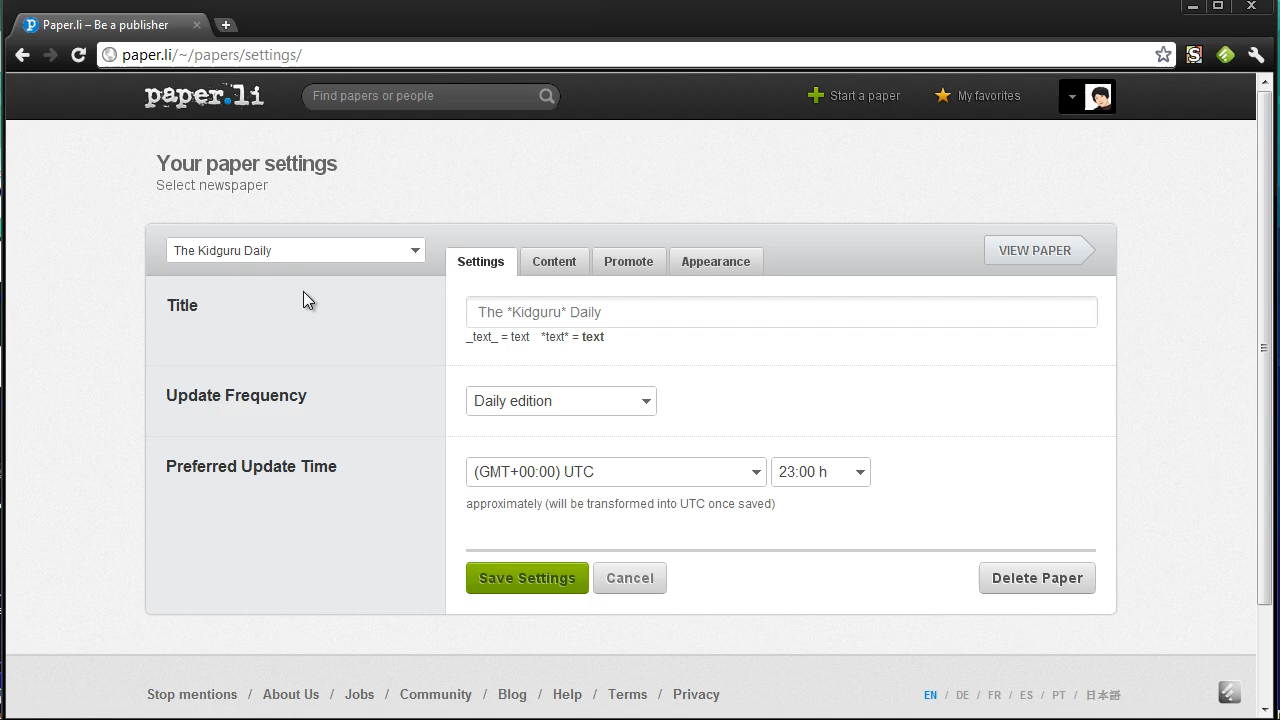 Paper.li – Be a publisher
paper.li/~/papers/settings/
paper.li
Find papers or people
Start a paper
My favorites
Your paper settings
Select newspaper
The Kidguru Daily
Settings
Content
Promote
Appearance
VIEW PAPER
Title
The *Kidguru* Daily
_text_ = text *text* = text
Update Frequency
Daily edition
Preferred Update Time
(GMT+00:00) UTC
23:00 h
approximately (will be transformed into UTC once saved)
Save Settings
Cancel
Delete Paper
Stop mentions / About Us / Jobs / Community / Blog / Help / Terms / Privacy
EN / DE / FR / ES / PT / 日本語